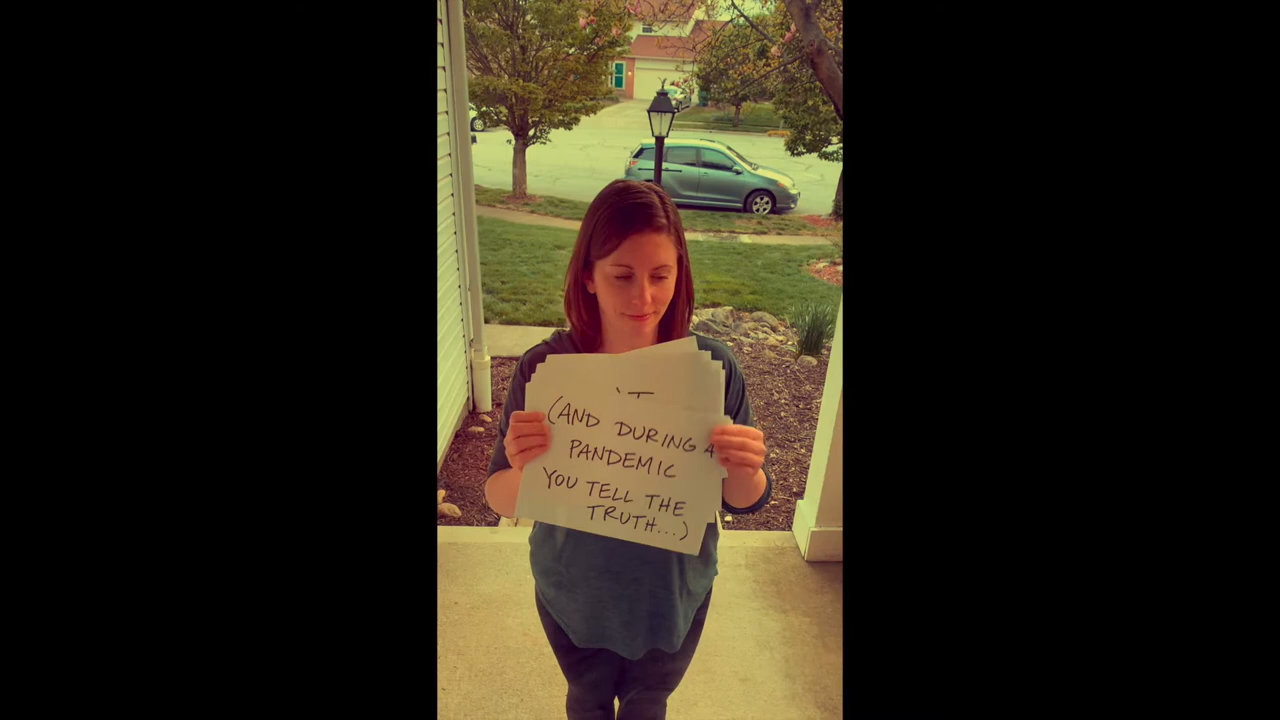 (AND DURING A
PANDEMIC
YOU TELL THE
TRUTH...)